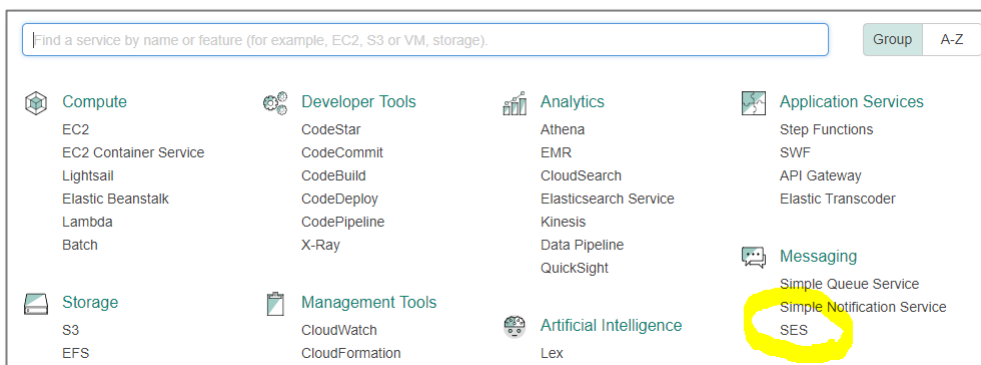 Find a service by name or feature (for example, EC2, S3 or VM, storage).
Group
A-Z
Compute
EC2
EC2 Container Service
Lightsail
Elastic Beanstalk
Lambda
Batch
Storage
S3
EFS
Developer Tools
CodeStar
CodeCommit
CodeBuild
CodeDeploy
CodePipeline
X-Ray
Management Tools
CloudWatch
CloudFormation
Analytics
Athena
EMR
CloudSearch
Elasticsearch Service
Kinesis
Data Pipeline
QuickSight
Artificial Intelligence
Lex
Application Services
Step Functions
SWF
API Gateway
Elastic Transcoder
Messaging
Simple Queue Service
Simple Notification Service
SES